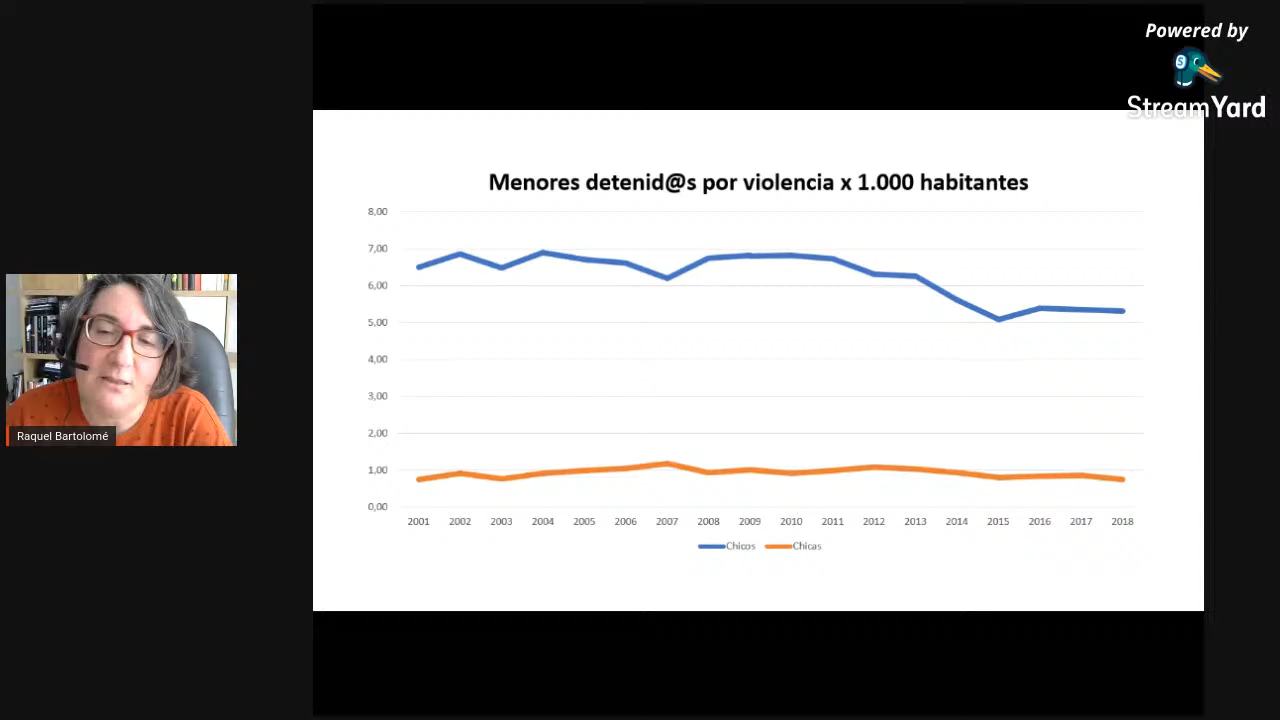 Powered by
StreamYard
Menores detenid@s por violencia x 1.000 habitantes
8,00
7,00
6,00
5,00
4,00
3,00
2,00
1,00
0,00
2001 2002 2003 2004 2005 2006 2007 2008 2009 2010 2011 2012 2013 2014 2015 2016 2017 2018
Chicos Chicas
Raquel Bartolomé